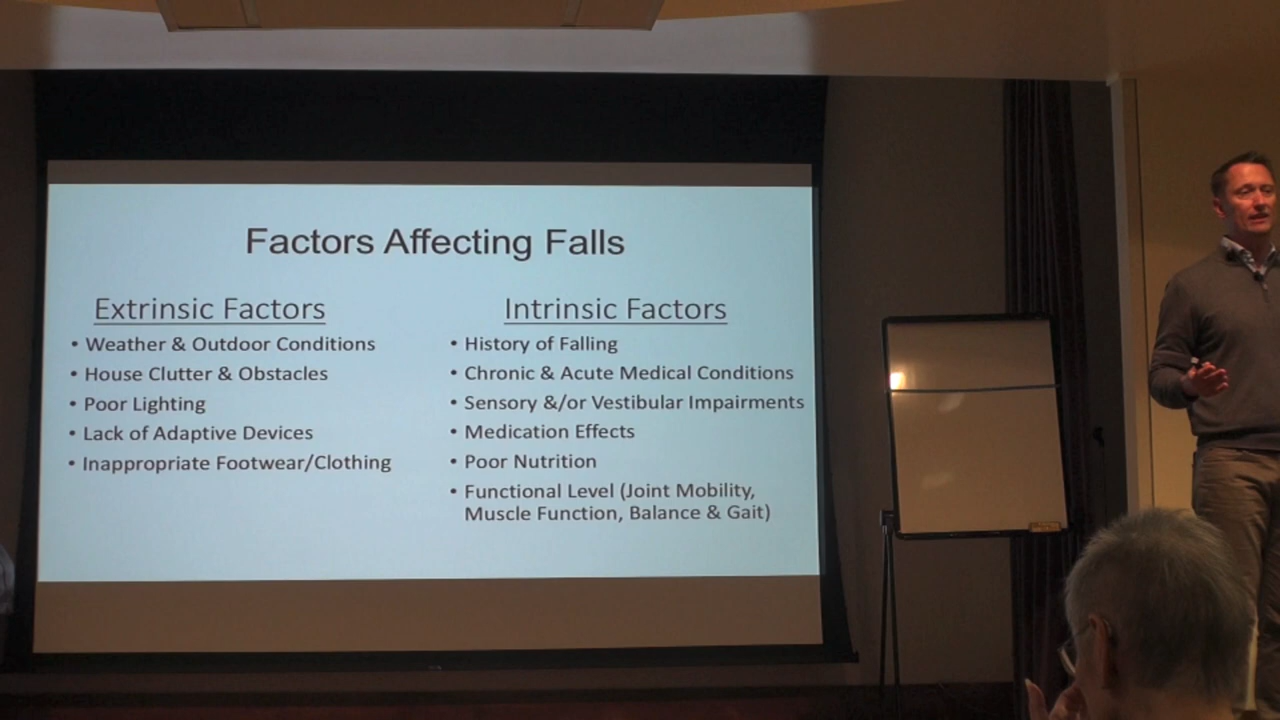 Factors Affecting Falls
Extrinsic Factors
• Weather & Outdoor Conditions
• House Clutter & Obstacles
• Poor Lighting
• Lack of Adaptive Devices
• Inappropriate Footwear/Clothing
Intrinsic Factors
• History of Falling
• Chronic & Acute Medical Conditions
• Sensory &/or Vestibular Impairments
• Medication Effects
• Poor Nutrition
• Functional Level (Joint Mobility,
Muscle Function, Balance & Gait)